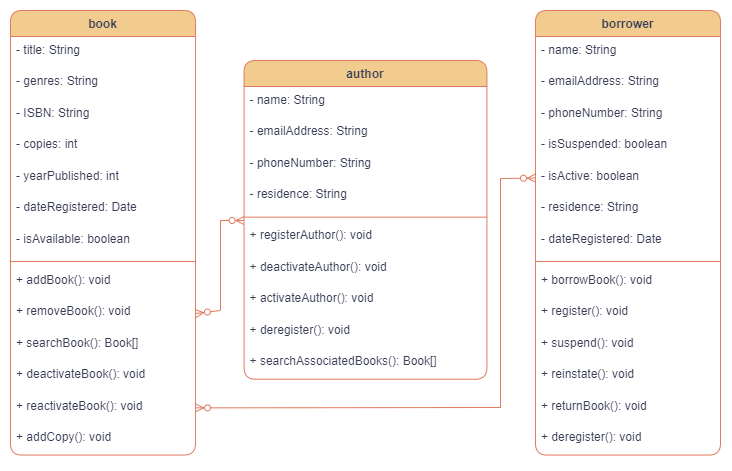 book
- title: String
- genres: String
- ISBN: String
- copies: int
- yearPublished: int
- dateRegistered: Date
- isAvailable: boolean
+ addBook(): void
+ removeBook(): void
+ searchBook(): Book[]
+ deactivateBook(): void
+ reactivateBook(): void
+ addCopy(): void
author
- name: String
- emailAddress: String
- phoneNumber: String
- residence: String
+ registerAuthor(): void
+ deactivateAuthor(): void
+ activateAuthor(): void
+ deregister(): void
+ searchAssociatedBooks(): Book[]
borrower
- name: String
- emailAddress: String
- phoneNumber: String
- isSuspended: boolean
- isActive: boolean
- residence: String
- dateRegistered: Date
+ borrowBook(): void
+ register(): void
+ suspend(): void
+ reinstate(): void
+ returnBook(): void
+ deregister(): void